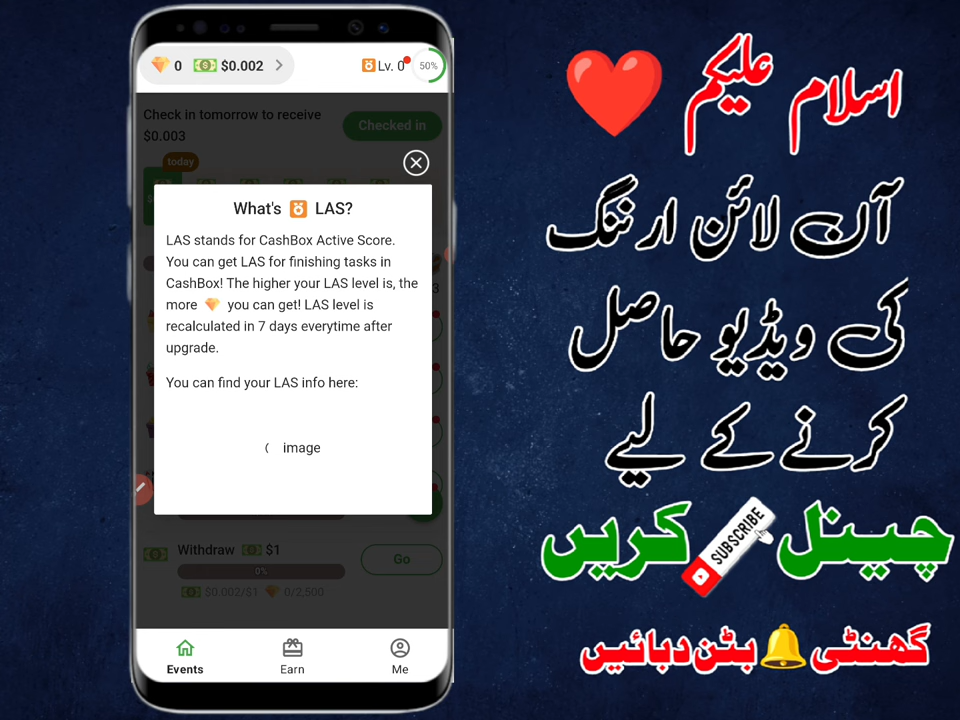 0 $0.002
Lv. 0 50%
Check in tomorrow to receive
$0.003
Checked in
today
What's LAS?
LAS stands for CashBox Active Score.
You can get LAS for finishing tasks in
CashBox! The higher your LAS level is, the
more you can get! LAS level is
recalculated in 7 days everytime after
upgrade.
You can find your LAS info here:
image
Withdraw $1
Go
0%
$0.002/$1 0/2,500
Events Earn Me
اسلام علیکم
آن لائن ارننگ
کی ویڈیو حاصل
کرنے کے لیے
چینل SUBSCRIBE کریں
گھنٹی بٹن دبائیں